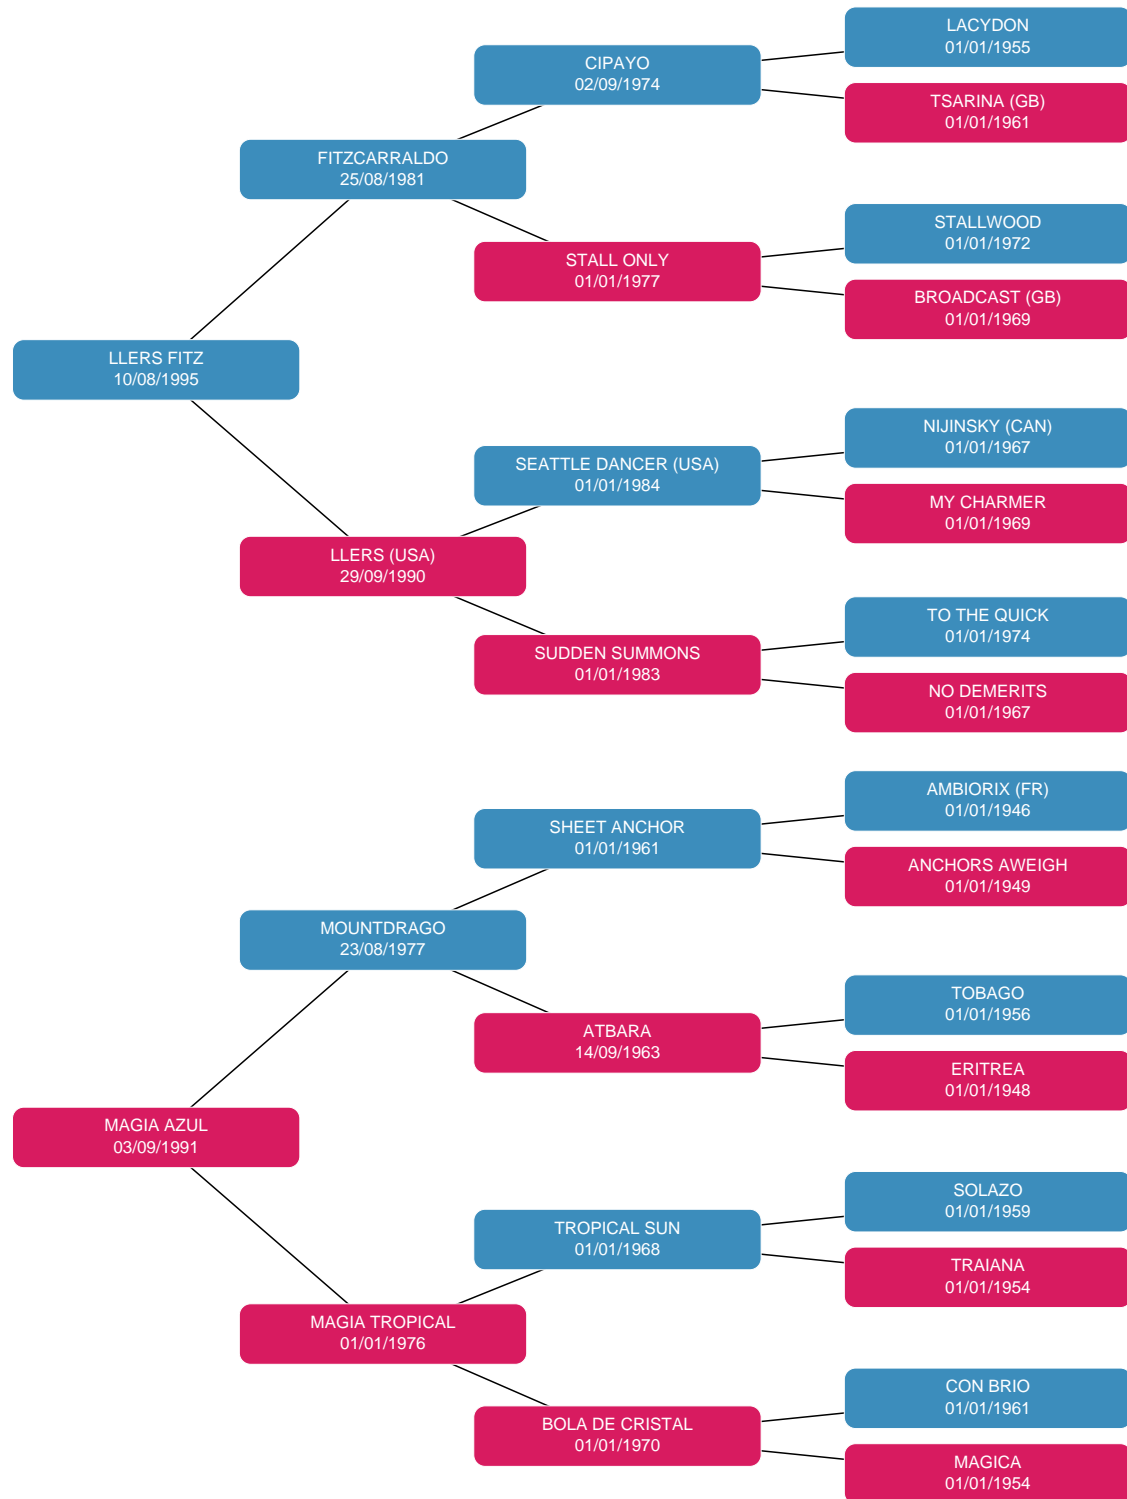 LACYDON
01/01/1955
CIPAYO
02/09/1974
TSARINA (GB)
01/01/1961
FITZCARRALDO
25/08/1981
STALLWOOD
01/01/1972
STALL ONLY
01/01/1977
BROADCAST (GB)
01/01/1969
LLERS FITZ
10/08/1995
NIJINSKY (CAN)
01/01/1967
SEATTLE DANCER (USA)
01/01/1984
MY CHARMER
01/01/1969
LLERS (USA)
29/09/1990
TO THE QUICK
01/01/1974
SUDDEN SUMMONS
01/01/1983
NO DEMERITS
01/01/1967
AMBIORIX (FR)
01/01/1946
SHEET ANCHOR
01/01/1961
ANCHORS AWEIGH
01/01/1949
MOUNTDRAGO
23/08/1977
TOBAGO
01/01/1956
ATBARA
14/09/1963
ERITREA
01/01/1948
MAGIA AZUL
03/09/1991
SOLAZO
01/01/1959
TROPICAL SUN
01/01/1968
TRAIANA
01/01/1954
MAGIA TROPICAL
01/01/1976
CON BRIO
01/01/1961
BOLA DE CRISTAL
01/01/1970
MAGICA
01/01/1954